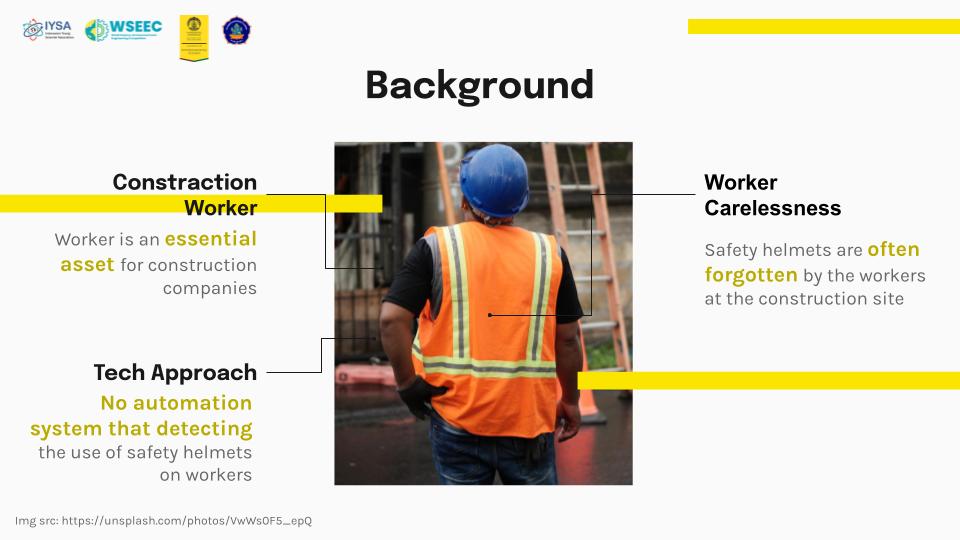 IYSA
WSEEC
Background
Constraction
Worker
Worker is an essential
asset for construction
companies
Worker
Carelessness
Safety helmets are often
forgotten by the workers
at the construction site
Tech Approach
No automation
system that detecting
the use of safety helmets
on workers
Img src: https://unsplash.com/photos/VwWs0F5_epQ